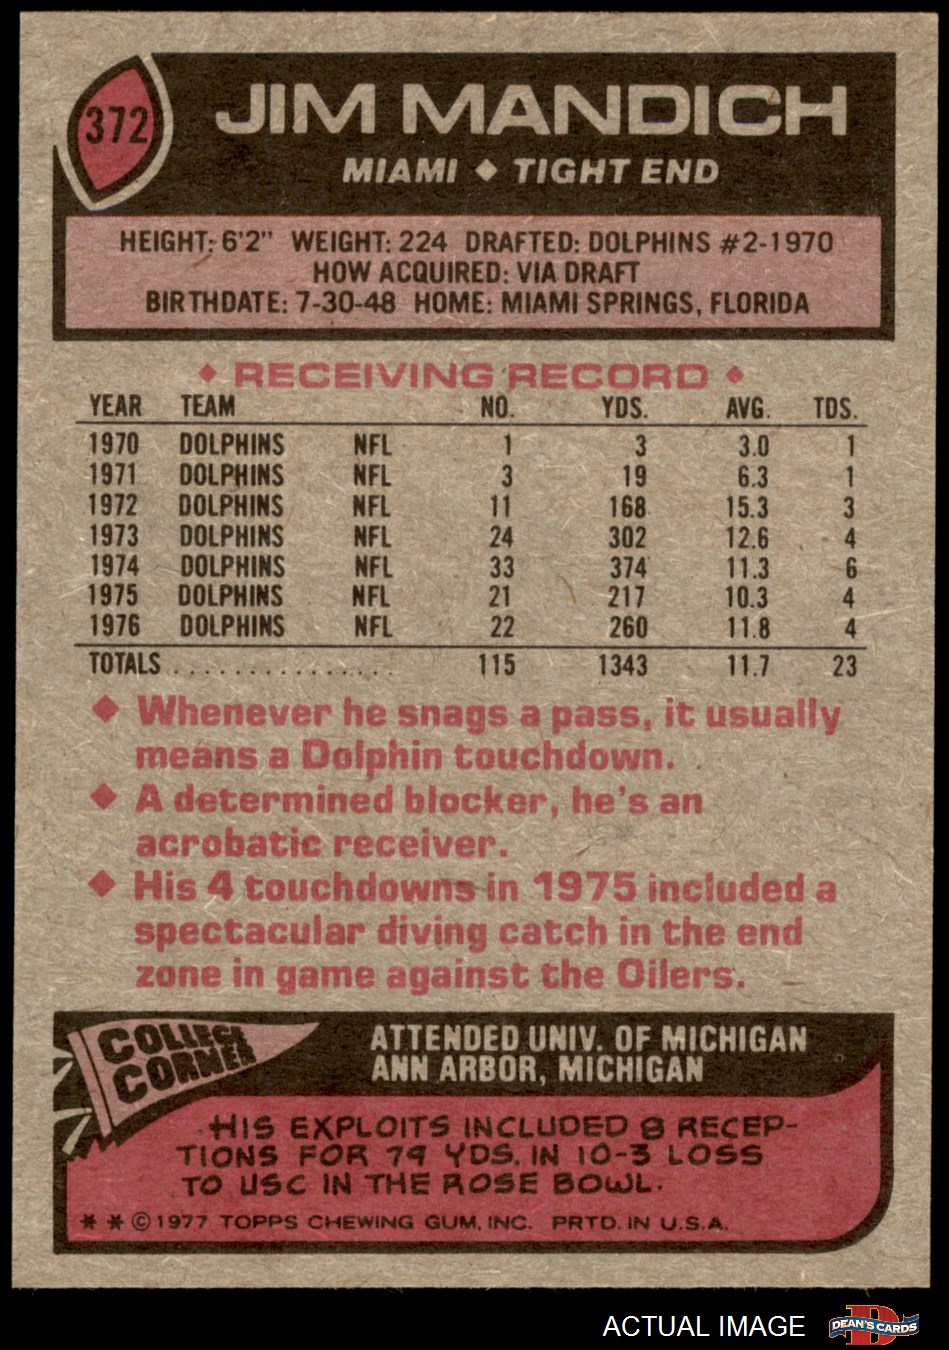 372
JIM MANDICH
MIAMI ◆ TIGHT END
HEIGHT: 6'2" WEIGHT: 224 DRAFTED: DOLPHINS #2-1970
HOW ACQUIRED: VIA DRAFT
BIRTHDATE: 7-30-48 HOME: MIAMI SPRINGS, FLORIDA
◆ RECEIVING RECORD ◆
YEAR TEAM NO. YDS. AVG. TDS.
1970 DOLPHINS NFL 1 3 3.0 1
1971 DOLPHINS NFL 3 19 6.3 1
1972 DOLPHINS NFL 11 168 15.3 3
1973 DOLPHINS NFL 24 302 12.6 4
1974 DOLPHINS NFL 33 374 11.3 6
1975 DOLPHINS NFL 21 217 10.3 4
1976 DOLPHINS NFL 22 260 11.8 4
TOTALS . . . . . . . . . . . . . . . . 115 1343 11.7 23
◆ Whenever he snags a pass, it usually
means a Dolphin touchdown.
◆ A determined blocker, he's an
acrobatic receiver.
◆ His 4 touchdowns in 1975 included a
spectacular diving catch in the end
zone in game against the Oilers.
COLLEGE
CORNER
ATTENDED UNIV. OF MICHIGAN
ANN ARBOR, MICHIGAN
HIS EXPLOITS INCLUDED 8 RECEP-
TIONS FOR 79 YDS. IN 10-3 LOSS
TO USC IN THE ROSE BOWL.
* * © 1977 TOPPS CHEWING GUM, INC. PRTD. IN U.S.A.
ACTUAL IMAGE
D
DEAN'S CARDS